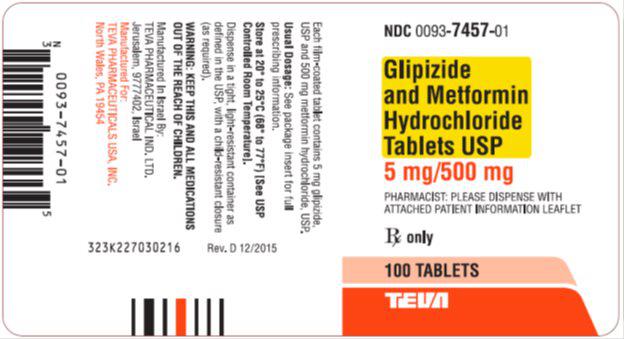 NDC 0093-7457-01
Glipizide
and Metformin
Hydrochloride
Tablets USP
5 mg/500 mg
PHARMACIST: PLEASE DISPENSE WITH
ATTACHED PATIENT INFORMATION LEAFLET
Rx only
100 TABLETS
TEVA
Each film-coated tablet contains 5 mg glipizide,
USP and 500 mg metformin hydrochloride, USP.
Usual Dosage: See package insert for full
prescribing information.
Store at 20° to 25°C (68° to 77°F) [See USP
Controlled Room Temperature].
Dispense in a tight, light-resistant container as
defined in the USP, with a child-resistant closure
(as required).
WARNING: KEEP THIS AND ALL MEDICATIONS
OUT OF THE REACH OF CHILDREN.
Manufactured In Israel By:
TEVA PHARMACEUTICAL IND. LTD.
Jerusalem, 9777402, Israel
Manufactured For:
TEVA PHARMACEUTICALS USA, INC.
North Wales, PA 19454
323K227030216
Rev. D 12/2015
N
3 0093-7457-01 5